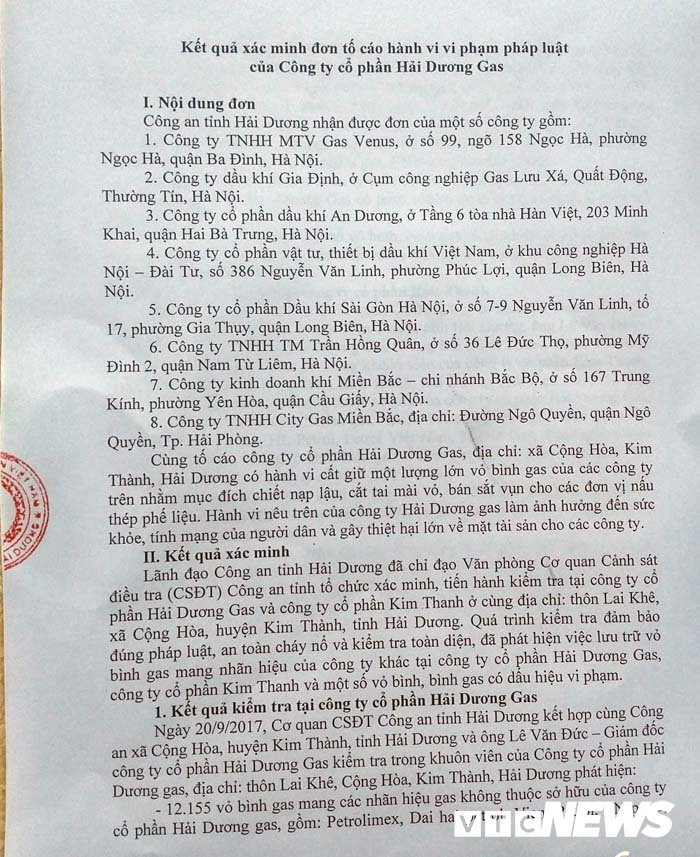 Kết quả xác minh đơn tố cáo hành vi vi phạm pháp luật
của Công ty cổ phần Hải Dương Gas
I. Nội dung đơn
Công an tỉnh Hải Dương nhận được đơn của một số công ty gồm:
1. Công ty TNHH MTV Gas Venus, ở số 99, ngõ 158 Ngọc Hà, phường
Ngọc Hà, quận Ba Đình, Hà Nội.
2. Công ty dầu khí Gia Định, ở Cụm công nghiệp Gas Lưu Xá, Quất Động,
Thường Tín, Hà Nội.
3. Công ty cổ phần dầu khí An Dương, ở Tầng 6 tòa nhà Hàn Việt, 203 Minh
Khai, quận Hai Bà Trưng, Hà Nội.
4. Công ty cổ phần vật tư, thiết bị dầu khí Việt Nam, ở khu công nghiệp Hà
Nội – Đài Tư, số 386 Nguyễn Văn Linh, phường Phúc Lợi, quận Long Biên, Hà
Nội.
5. Công ty cổ phần Dầu khí Sài Gòn Hà Nội, ở số 7-9 Nguyễn Văn Linh, tổ
17, phường Gia Thụy, quận Long Biên, Hà Nội.
6. Công ty TNHH TM Trần Hồng Quân, ở số 36 Lê Đức Thọ, phường Mỹ
Đình 2, quận Nam Từ Liêm, Hà Nội.
7. Công ty kinh doanh khí Miền Bắc – chi nhánh Bắc Bộ, ở số 167 Trung
Kính, phường Yên Hòa, quận Cầu Giấy, Hà Nội.
8. Công ty TNHH City Gas Miền Bắc, địa chỉ: Đường Ngô Quyền, quận Ngô
Quyền, Tp. Hải Phòng.
Cùng tố cáo công ty cổ phần Hải Dương Gas, địa chỉ: xã Cộng Hòa, Kim
Thành, Hải Dương có hành vi cất giữ một lượng lớn vỏ bình gas của các công ty
trên nhằm mục đích chiết nạp lậu, cắt tai mài vỏ, bán sắt vụn cho các đơn vị nấu
thép phế liệu. Hành vi nêu trên của công ty Hải Dương gas làm ảnh hưởng đến sức
khỏe, tính mạng của người dân và gây thiệt hại lớn về mặt tài sản cho các công ty.
II. Kết quả xác minh
Lãnh đạo Công an tỉnh Hải Dương đã chỉ đạo Văn phòng Cơ quan Cảnh sát
điều tra (CSĐT) Công an tỉnh tổ chức xác minh, tiến hành kiểm tra tại công ty cổ
phần Hải Dương Gas và công ty cổ phần Kim Thanh ở cùng địa chỉ: thôn Lai Khê,
xã Cộng Hòa, huyện Kim Thành, tỉnh Hải Dương. Quá trình kiểm tra đảm bảo
đúng pháp luật, an toàn cháy nổ và kiểm tra toàn diện, đã phát hiện việc lưu trữ vỏ
bình gas mang nhãn hiệu của công ty khác tại công ty cổ phần Hải Dương Gas,
công ty cổ phần Kim Thanh và một số vỏ bình, bình gas có dấu hiệu vi phạm.
1. Kết quả kiểm tra tại công ty cổ phần Hải Dương Gas
Ngày 20/9/2017, Cơ quan CSĐT Công an tỉnh Hải Dương kết hợp cùng Công
an xã Cộng Hòa, huyện Kim Thành, tỉnh Hải Dương và ông Lê Văn Đức – Giám đốc
công ty cổ phần Hải Dương Gas kiểm tra trong khuôn viên của Công ty cổ phần Hải
Dương gas, địa chỉ: thôn Lai Khê, Cộng Hòa, Kim Thành, Hải Dương phát hiện:
- 12.155 vỏ bình gas mang các nhãn hiệu gas không thuộc sở hữu của công ty
cổ phần Hải Dương gas, gồm: Petrolimex, Dai
VTCNEWS